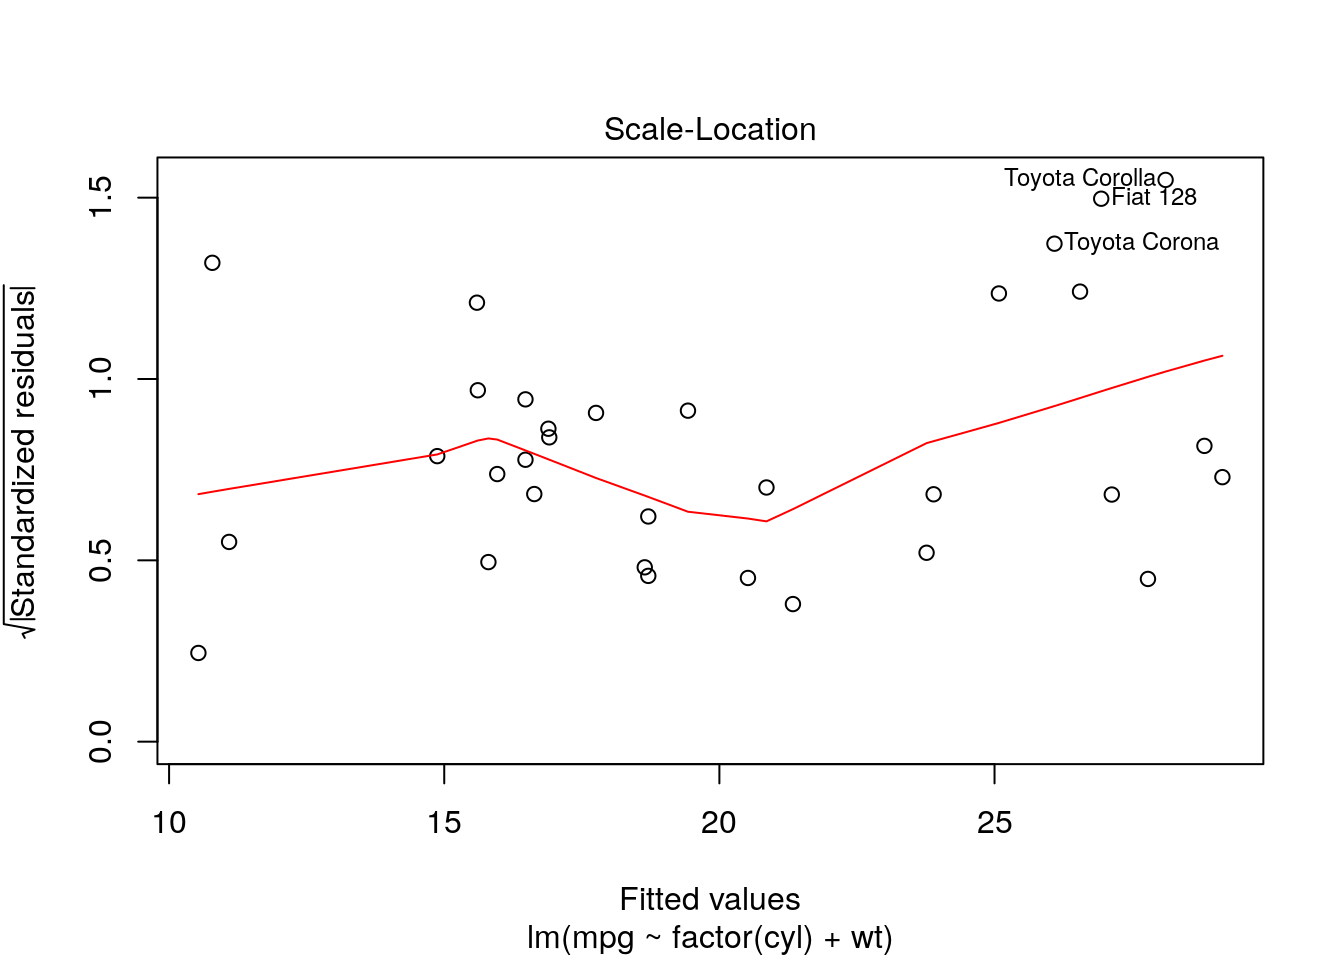 Scale-Location
Toyota Corolla
Fiat 128
Toyota Corona
√|Standardized residuals|
1.5
1.0
0.5
0.0
10 15 20 25
Fitted values
lm(mpg ~ factor(cyl) + wt)